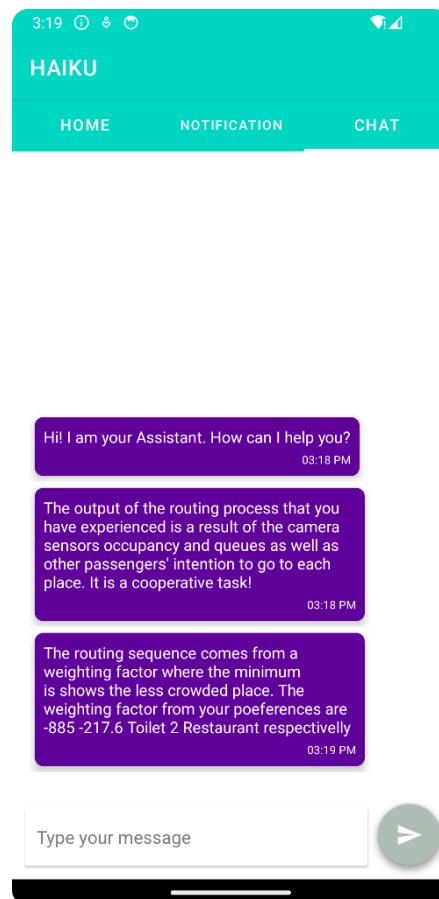 3:19
HAIKU
HOME NOTIFICATION CHAT
Hi! I am your Assistant. How can I help you?
03:18 PM
The output of the routing process that you
have experienced is a result of the camera
sensors occupancy and queues as well as
other passengers' intention to go to each
place. It is a cooperative task!
03:18 PM
The routing sequence comes from a
weighting factor where the minimum
is shows the less crowded place. The
weighting factor from your poeferences are
-885 -217.6 Toilet 2 Restaurant respectivelly
03:19 PM
Type your message